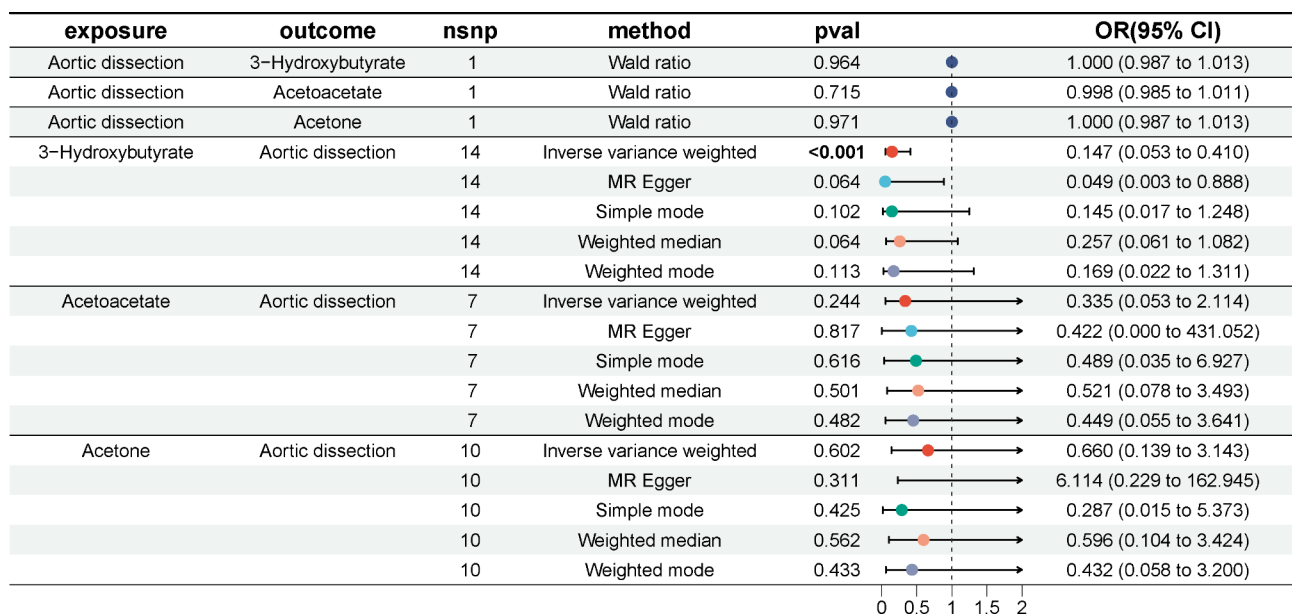 exposure outcome nsnp method pval OR(95% CI)
Aortic dissection 3−Hydroxybutyrate 1 Wald ratio 0.964 1.000 (0.987 to 1.013)
Aortic dissection Acetoacetate 1 Wald ratio 0.715 0.998 (0.985 to 1.011)
Aortic dissection Acetone 1 Wald ratio 0.971 1.000 (0.987 to 1.013)
3−Hydroxybutyrate Aortic dissection 14 Inverse variance weighted <0.001 0.147 (0.053 to 0.410)
14 MR Egger 0.064 0.049 (0.003 to 0.888)
14 Simple mode 0.102 0.145 (0.017 to 1.248)
14 Weighted median 0.064 0.257 (0.061 to 1.082)
14 Weighted mode 0.113 0.169 (0.022 to 1.311)
Acetoacetate Aortic dissection 7 Inverse variance weighted 0.244 0.335 (0.053 to 2.114)
7 MR Egger 0.817 0.422 (0.000 to 431.052)
7 Simple mode 0.616 0.489 (0.035 to 6.927)
7 Weighted median 0.501 0.521 (0.078 to 3.493)
7 Weighted mode 0.482 0.449 (0.055 to 3.641)
Acetone Aortic dissection 10 Inverse variance weighted 0.602 0.660 (0.139 to 3.143)
10 MR Egger 0.311 6.114 (0.229 to 162.945)
10 Simple mode 0.425 0.287 (0.015 to 5.373)
10 Weighted median 0.562 0.596 (0.104 to 3.424)
10 Weighted mode 0.433 0.432 (0.058 to 3.200)
0 0.5 1 1.5 2